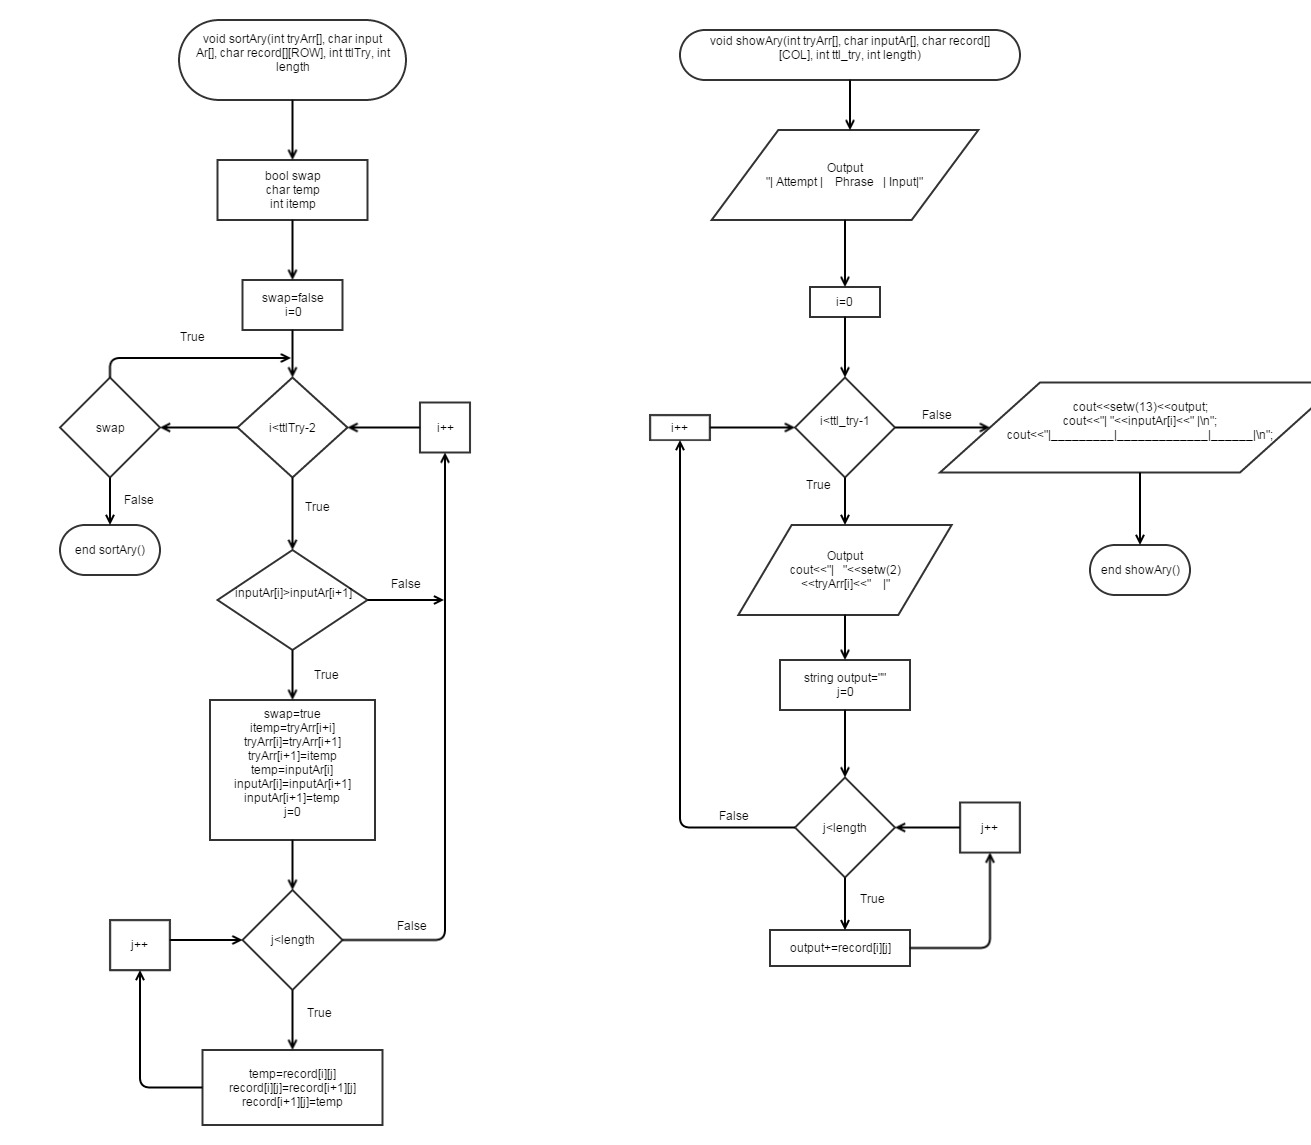 void sortAry(int tryArr[], char input
Ar[], char record[][ROW], int ttlTry, int
length
bool swap
char temp
int itemp
swap=false
i=0
True
swap
i<ttlTry-2
i++
False
True
end sortAry()
inputAr[i]>inputAr[i+1]
False
True
swap=true
itemp=tryArr[i+i]
tryArr[i]=tryArr[i+1]
tryArr[i+1]=itemp
temp=inputAr[i]
inputAr[i]=inputAr[i+1]
inputAr[i+1]=temp
j=0
j<length
False
j++
True
temp=record[i][j]
record[i][j]=record[i+1][j]
record[i+1][j]=temp
void showAry(int tryArr[], char inputAr[], char record[]
[COL], int ttl_try, int length)
Output
"| Attempt |    Phrase   | Input|"
i=0
i++
i<ttl_try-1
False
cout<<setw(13)<<output;
cout<<"| "<<inputAr[i]<<" |\n";
cout<<"|_________|_____________|______|\n";
True
Output
cout<<"|   "<<setw(2)
<<tryArr[i]<<"    |"
end showAry()
string output=""
j=0
False
j<length
j++
True
output+=record[i][j]